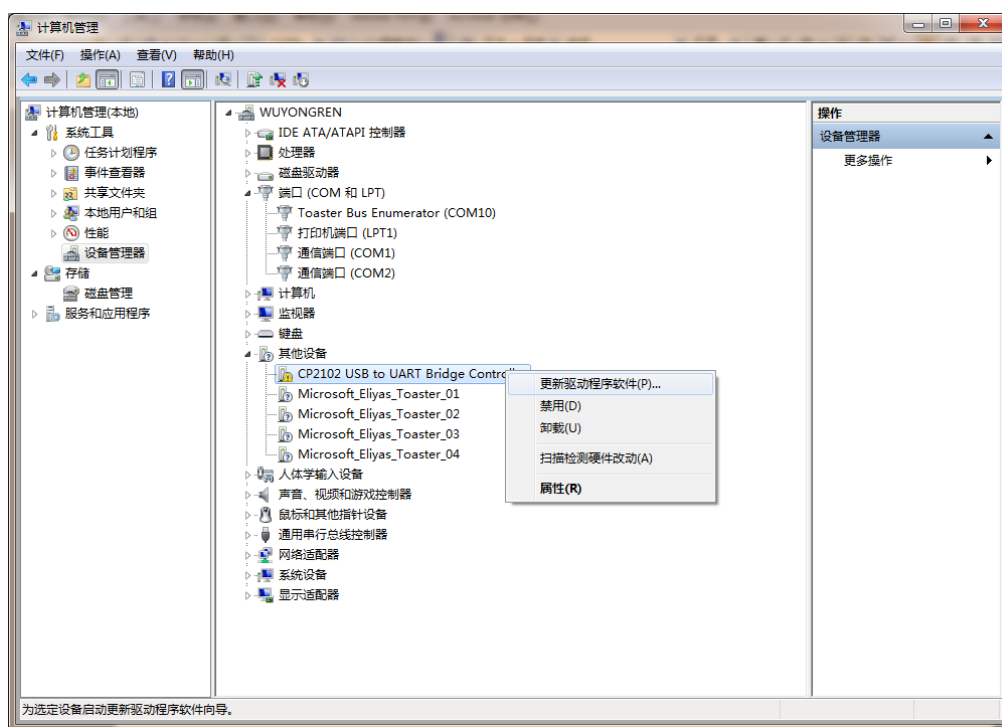 计算机管理
文件(F) 操作(A) 查看(V) 帮助(H)
计算机管理(本地)
系统工具
任务计划程序
事件查看器
共享文件夹
本地用户和组
性能
设备管理器
存储
磁盘管理
服务和应用程序
WUYONGREN
IDE ATA/ATAPI 控制器
处理器
磁盘驱动器
端口 (COM 和 LPT)
Toaster Bus Enumerator (COM10)
打印机端口 (LPT1)
通信端口 (COM1)
通信端口 (COM2)
计算机
监视器
键盘
其他设备
CP2102 USB to UART Bridge Contro
Microsoft_Eliyas_Toaster_01
Microsoft_Eliyas_Toaster_02
Microsoft_Eliyas_Toaster_03
Microsoft_Eliyas_Toaster_04
人体学输入设备
声音、视频和游戏控制器
鼠标和其他指针设备
通用串行总线控制器
网络适配器
系统设备
显示适配器
更新驱动程序软件(P)...
禁用(D)
卸载(U)
扫描检测硬件改动(A)
属性(R)
操作
设备管理器
更多操作
为选定设备启动更新驱动程序软件向导。